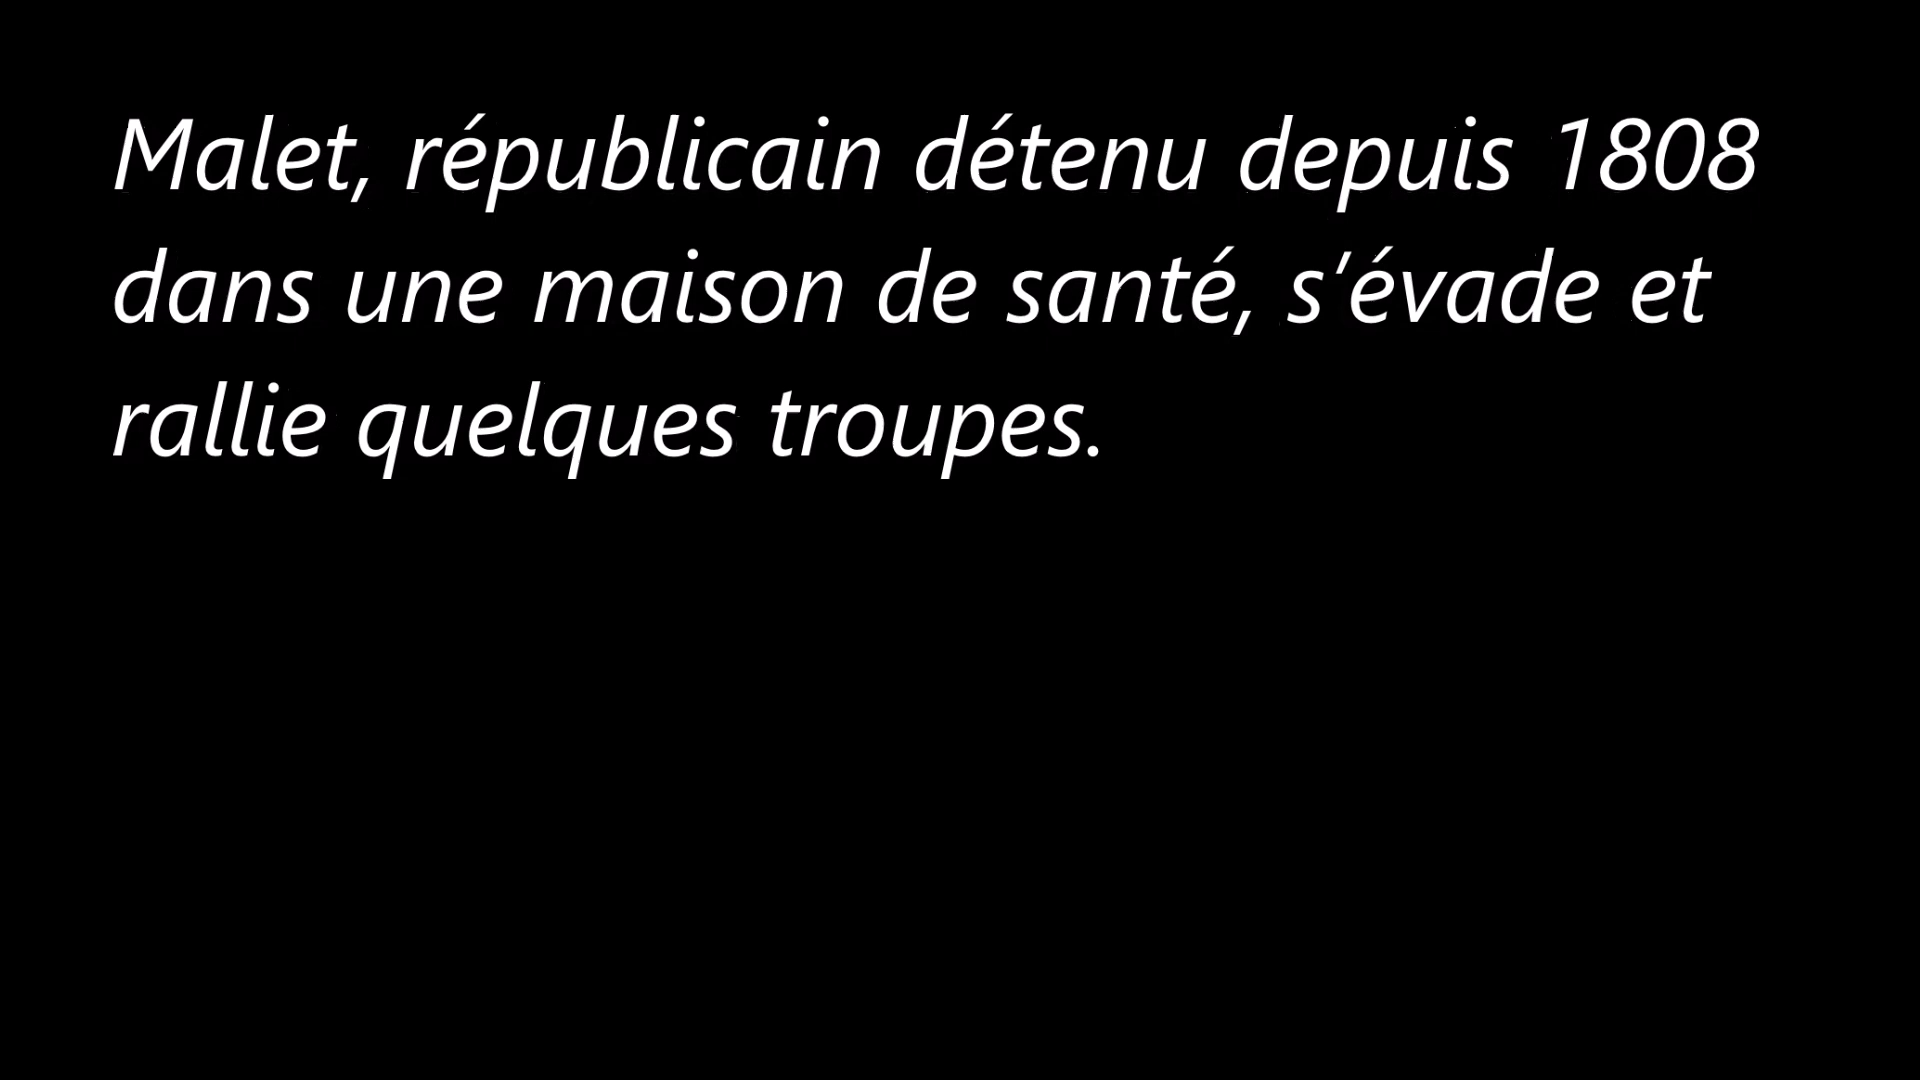 Malet, républicain détenu depuis 1808
dans une maison de santé, s’évade et
rallie quelques troupes.